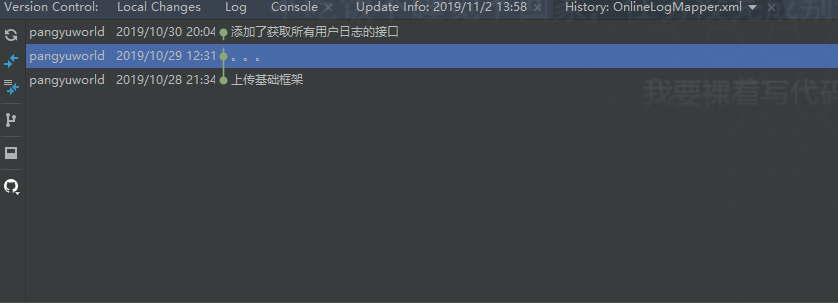 Version Control: Local Changes Log Console Update Info: 2019/11/2 13:58 History: OnlineLogMapper.xml
pangyuworld 2019/10/30 20:04 添加了获取所有用户日志的接口
pangyuworld 2019/10/29 12:31 。。。
pangyuworld 2019/10/28 21:34 上传基础框架
我要裸着写代码